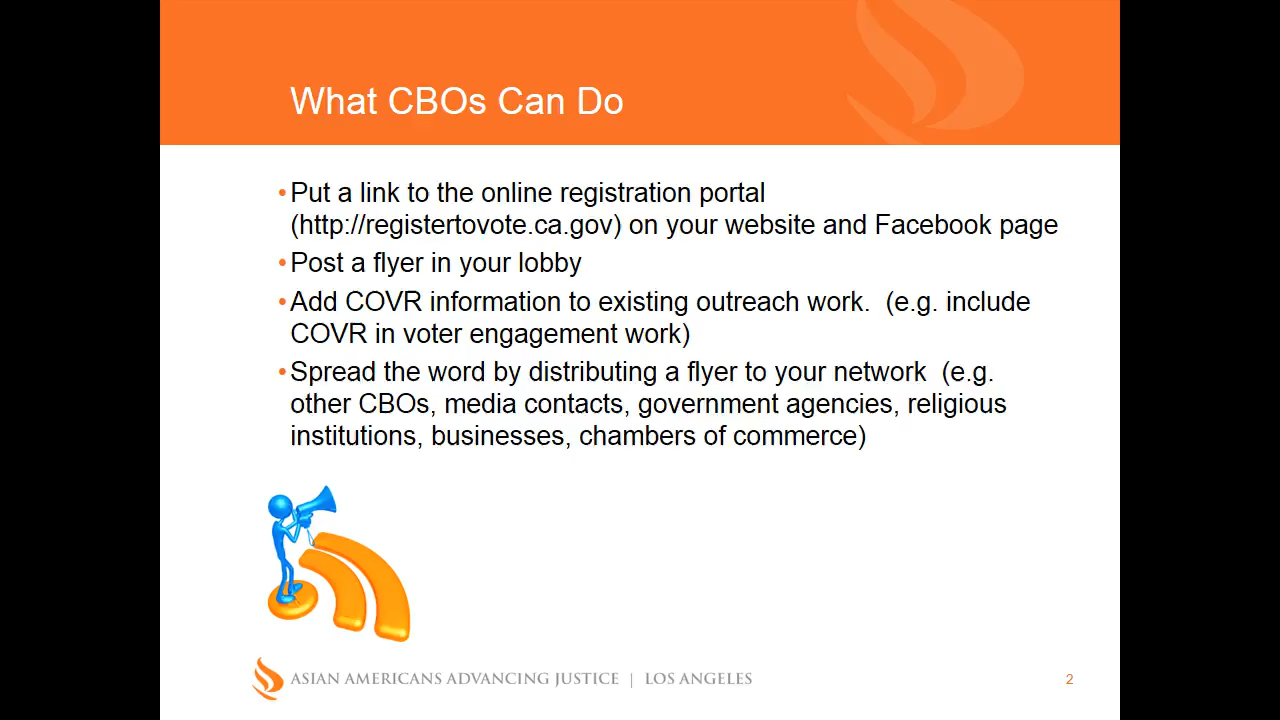 What CBOs Can Do
•Put a link to the online registration portal
(http://registertovote.ca.gov) on your website and Facebook page
•Post a flyer in your lobby
•Add COVR information to existing outreach work.  (e.g. include
COVR in voter engagement work)
•Spread the word by distributing a flyer to your network  (e.g.
other CBOs, media contacts, government agencies, religious
institutions, businesses, chambers of commerce)
ASIAN AMERICANS ADVANCING JUSTICE | LOS ANGELES
2